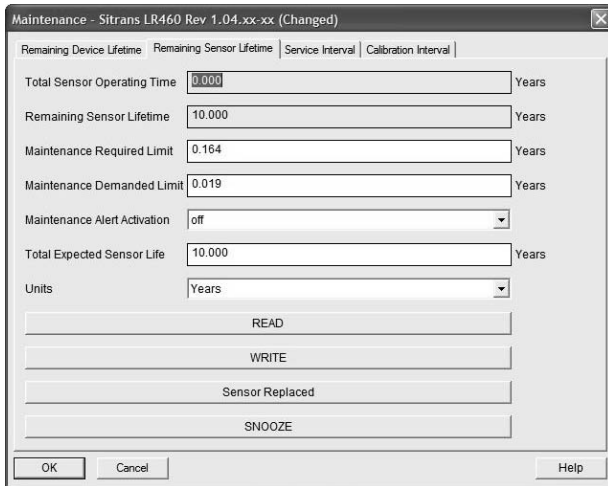 Maintenance - Sitrans LR460 Rev 1.04.xx-xx (Changed)
Remaining Device Lifetime Remaining Sensor Lifetime Service Interval Calibration Interval
Total Sensor Operating Time 0.000 Years
Remaining Sensor Lifetime 10.000 Years
Maintenance Required Limit 0.164 Years
Maintenance Demanded Limit 0.019 Years
Maintenance Alert Activation off
Total Expected Sensor Life 10.000 Years
Units Years
READ
WRITE
Sensor Replaced
SNOOZE
OK Cancel Help